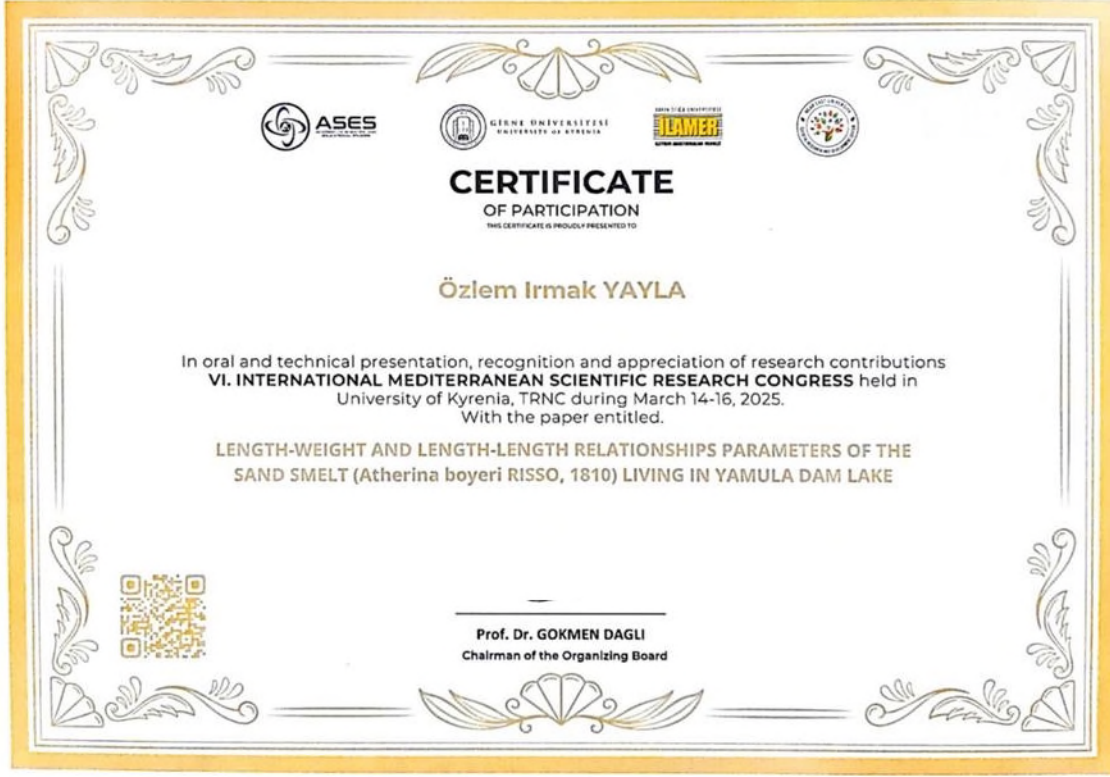 ASES
GİRNE ÜNİVERSİTESİ
UNIVERSITY of KYRENIA
İLAMER
CERTIFICATE
OF PARTICIPATION
THIS CERTIFICATE IS PROUDLY PRESENTED TO
Özlem Irmak YAYLA
In oral and technical presentation, recognition and appreciation of research contributions
VI. INTERNATIONAL MEDITERRANEAN SCIENTIFIC RESEARCH CONGRESS held in
University of Kyrenia, TRNC during March 14-16, 2025.
With the paper entitled.
LENGTH-WEIGHT AND LENGTH-LENGTH RELATIONSHIPS PARAMETERS OF THE
SAND SMELT (Atherina boyeri RISSO, 1810) LIVING IN YAMULA DAM LAKE
Prof. Dr. GOKMEN DAGLI
Chairman of the Organizing Board